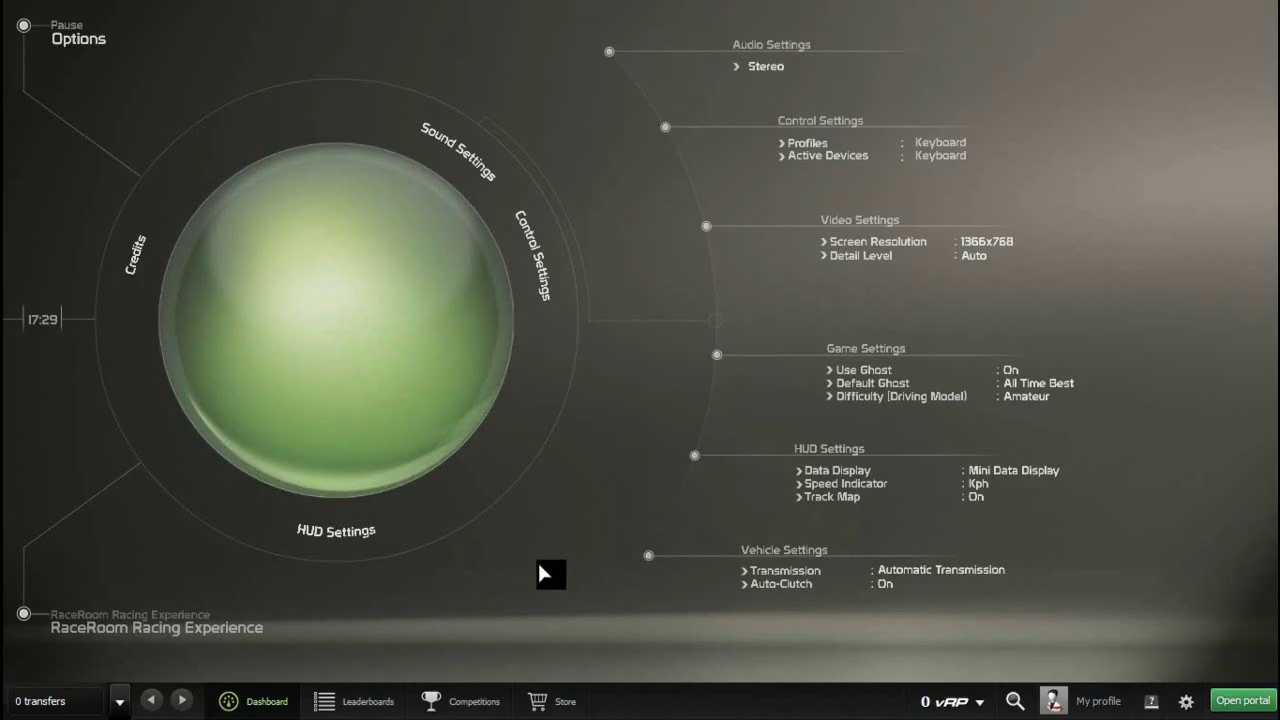 Pause
Options
Sound Settings
Control Settings
Credits
17:29
HUD Settings
RaceRoom Racing Experience
RaceRoom Racing Experience
Audio Settings
Stereo
Control Settings
Profiles : Keyboard
Active Devices : Keyboard
Video Settings
Screen Resolution : 1366x768
Detail Level : Auto
Game Settings
Use Ghost : On
Default Ghost : All Time Best
Difficulty (Driving Model) : Amateur
HUD Settings
Data Display : Mini Data Display
Speed Indicator : Kph
Track Map : On
Vehicle Settings
Transmission : Automatic Transmission
Auto-Clutch : On
0 transfers Dashboard Leaderboards Competitions Store 0 vRP My profile Open portal